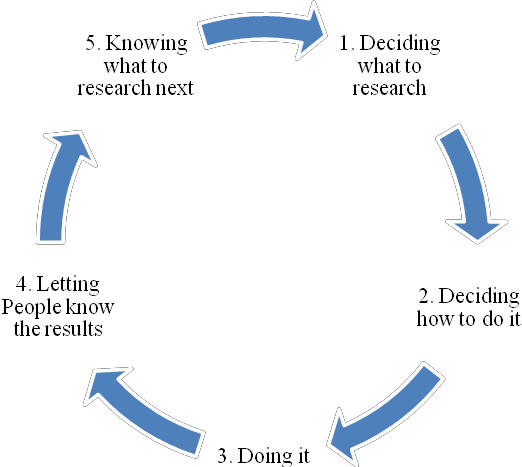 1. Deciding
what to
research
2. Deciding
how to do it
3. Doing it
4. Letting
People know
the results
5. Knowing
what to
research next